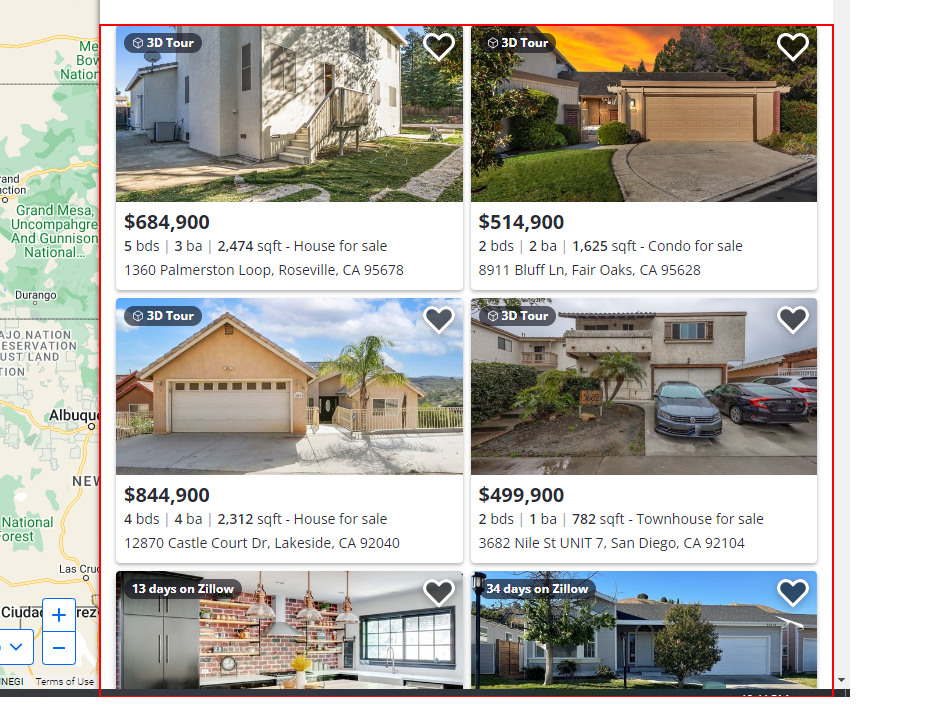 Me
Bow
Nation
rand
nction
Grand Mesa,
Uncompahgre
And Gunnison
National...
Durango
AJO NATION
RESERVATION
UST LAND
TION
Albuque
NEW
National
Forest
Las Cruc
Ciudad
rez
+
−
INEGI
Terms of Use
3D Tour
$684,900
5 bds | 3 ba | 2,474 sqft - House for sale
1360 Palmerston Loop, Roseville, CA 95678
3D Tour
$514,900
2 bds | 2 ba | 1,625 sqft - Condo for sale
8911 Bluff Ln, Fair Oaks, CA 95628
3D Tour
$844,900
4 bds | 4 ba | 2,312 sqft - House for sale
12870 Castle Court Dr, Lakeside, CA 92040
3D Tour
3682
$499,900
2 bds | 1 ba | 782 sqft - Townhouse for sale
3682 Nile St UNIT 7, San Diego, CA 92104
13 days on Zillow
34 days on Zillow